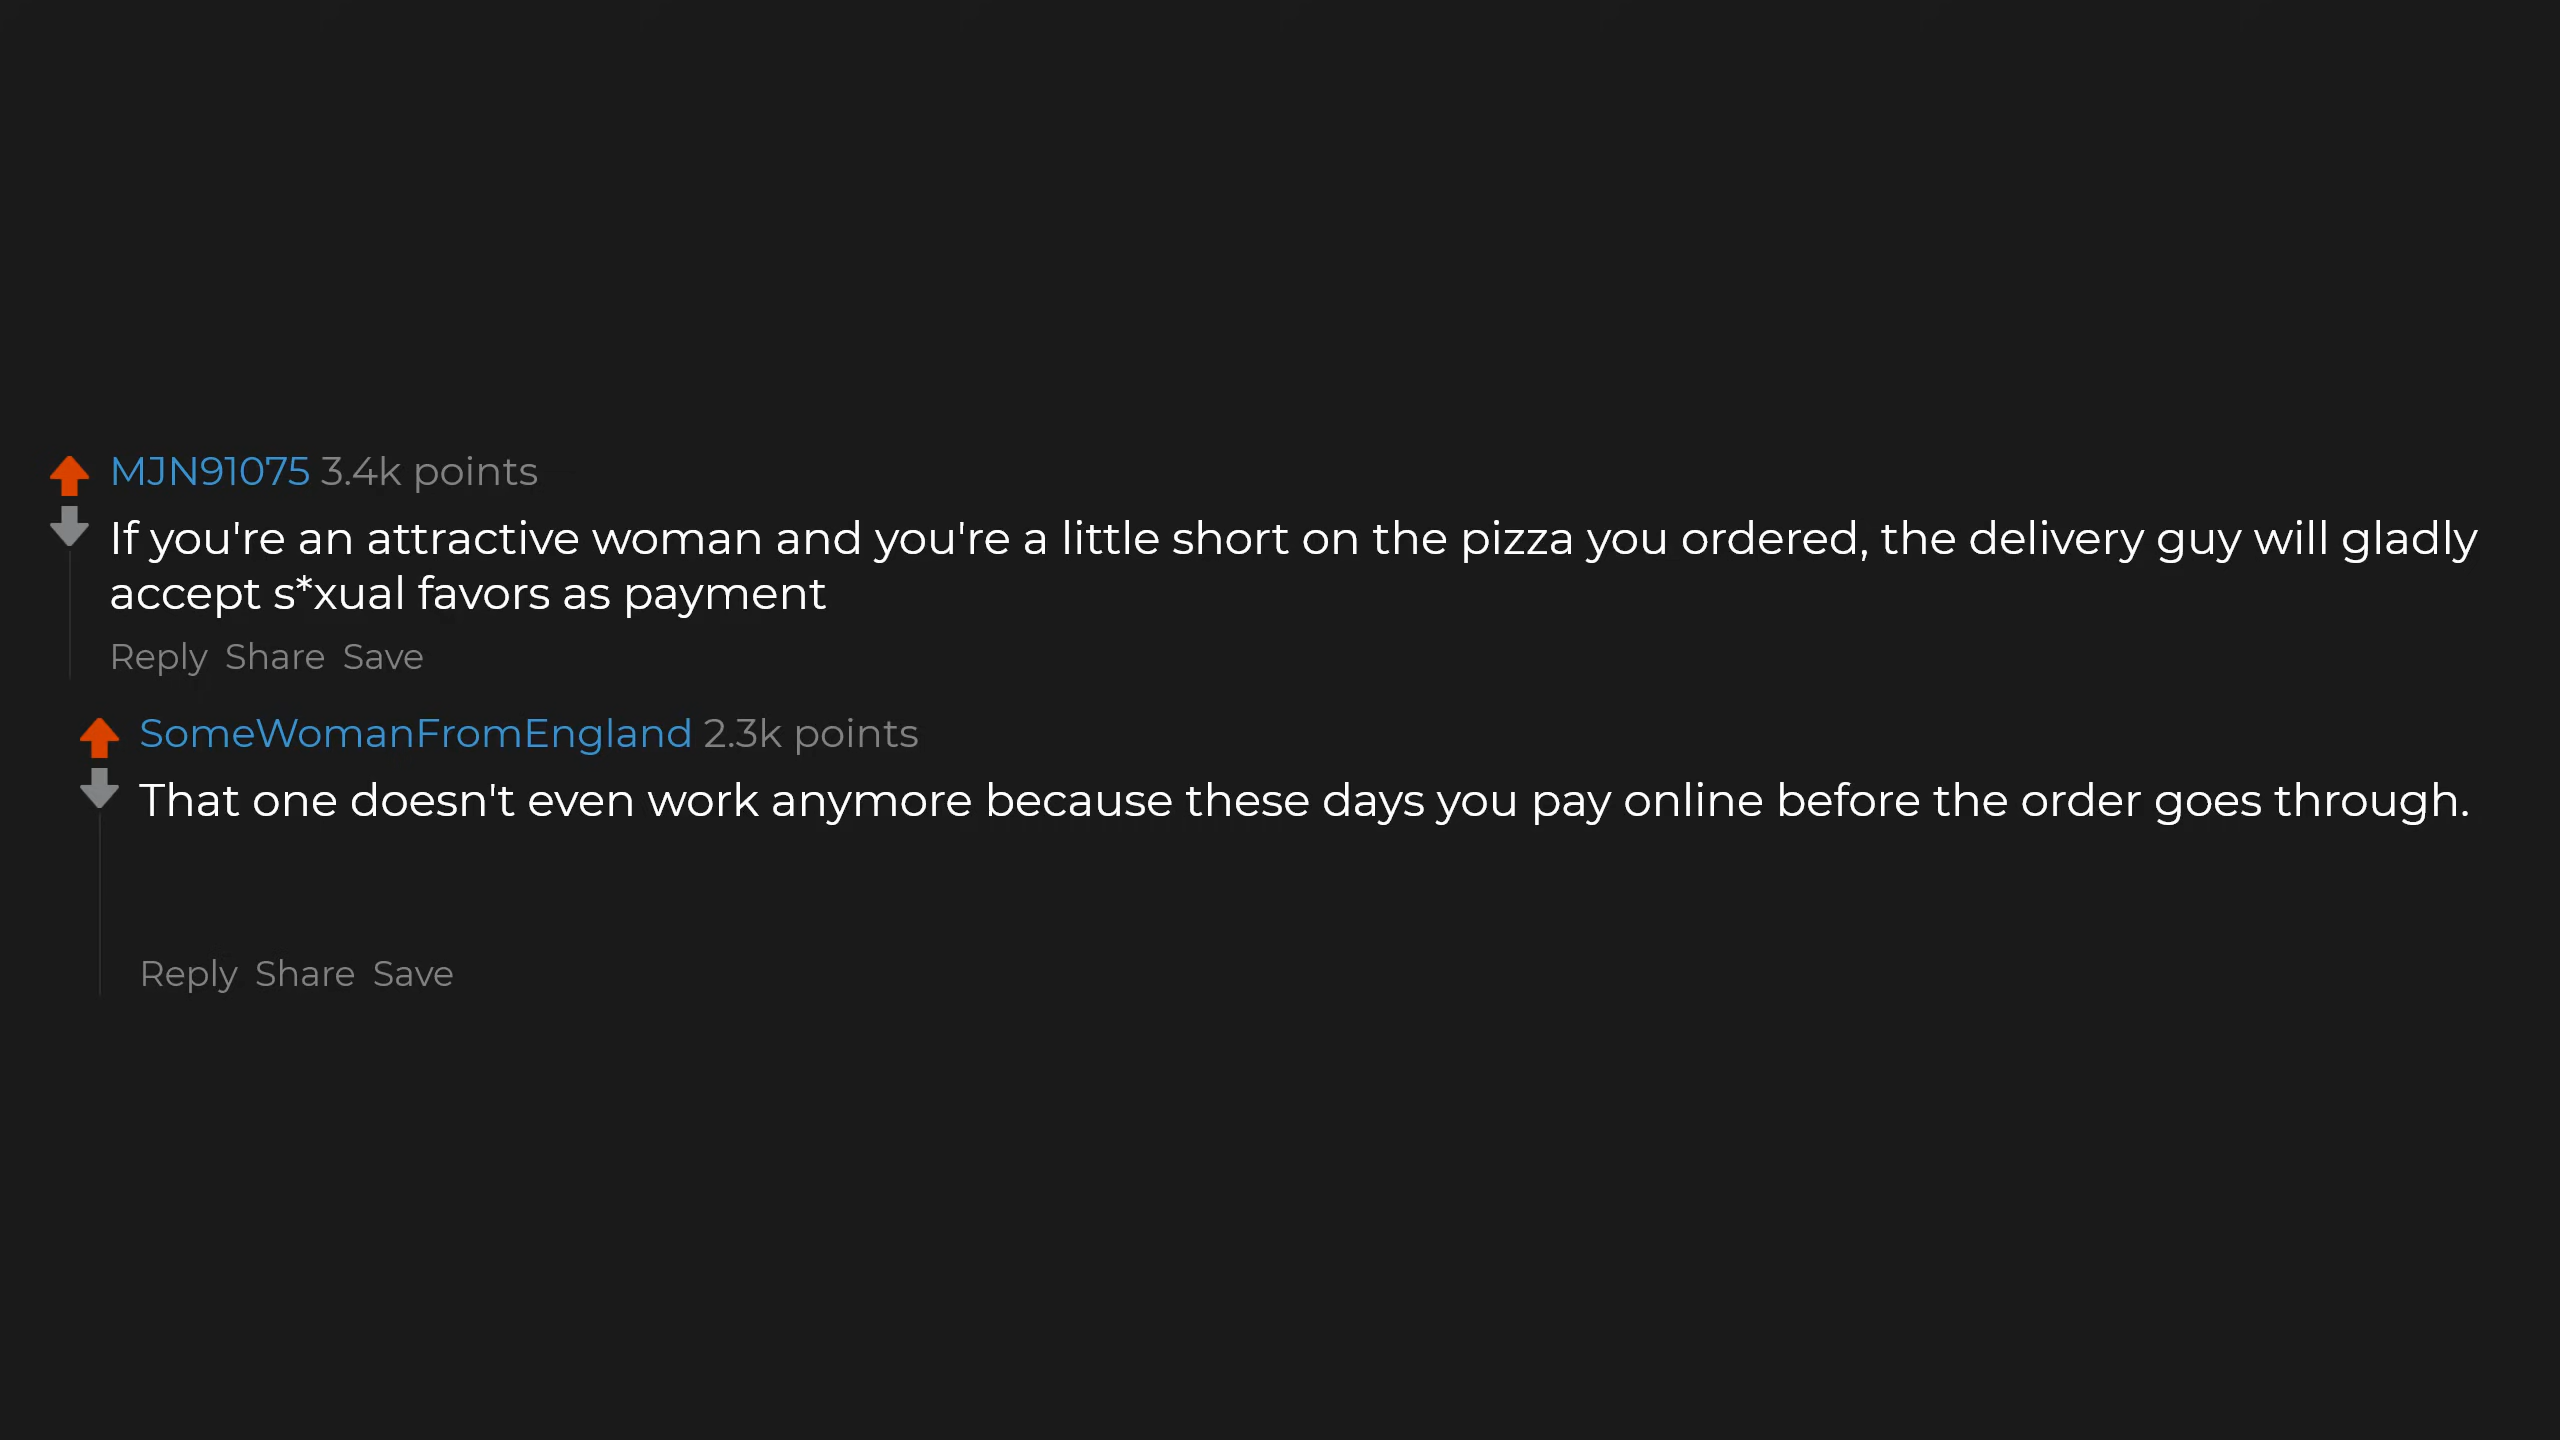 MJN91075 3.4k points
If you're an attractive woman and you're a little short on the pizza you ordered, the delivery guy will gladly
accept s*xual favors as payment
Reply Share Save
SomeWomanFromEngland 2.3k points
That one doesn't even work anymore because these days you pay online before the order goes through.
Reply Share Save